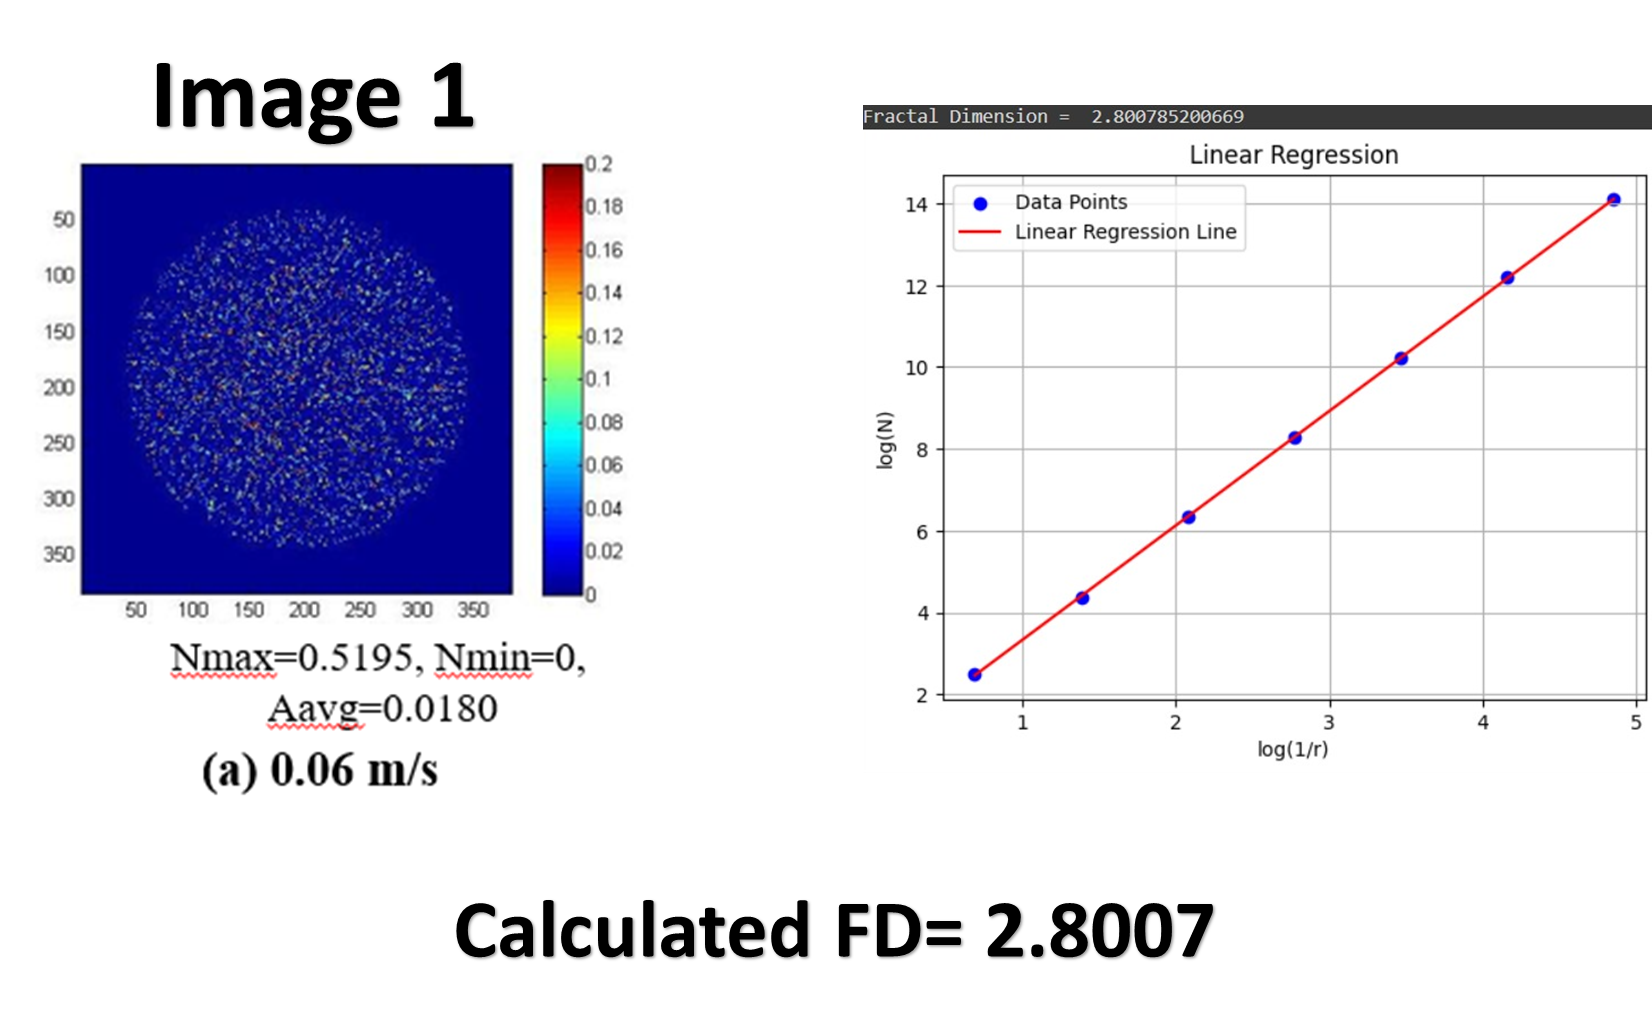 Image 1
0.2
0.18
0.16
0.14
0.12
0.1
0.08
0.06
0.04
0.02
0
50
100
150
200
250
300
350
50 100 150 200 250 300 350
Nmax=0.5195, Nmin=0,
Aavg=0.0180
(a) 0.06 m/s
Fractal Dimension = 2.800785200669
Linear Regression
Data Points
Linear Regression Line
14
12
10
8
6
4
2
log(N)
1 2 3 4 5
log(1/r)
Calculated FD= 2.8007